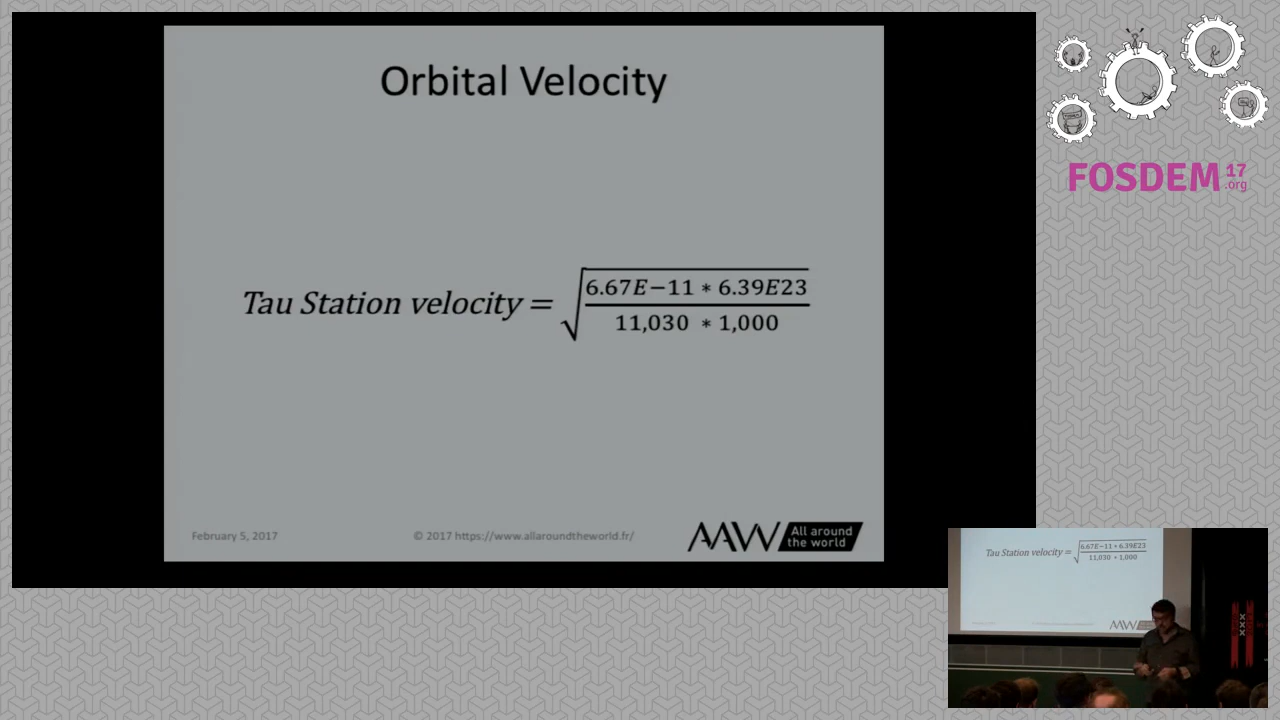 Orbital Velocity
Tau Station velocity = √
6.67E−11 ∗ 6.39E23
11,030 ∗ 1,000
February 5, 2017
© 2017 https://www.allaroundtheworld.fr/
AAW All around
the world
FOSDEM 17
.org
Tau Station velocity = √
6.67E−11 ∗ 6.39E23
11,030 ∗ 1,000
AAW